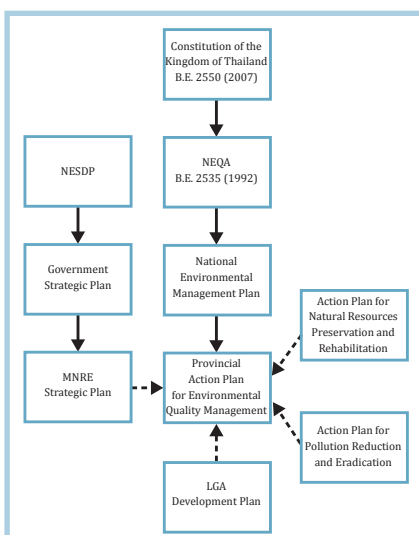 Constitution of the
Kingdom of Thailand
B.E. 2550 (2007)
NESDP
NEQA
B.E. 2535 (1992)
Government
Strategic Plan
National
Environmental
Management Plan
Action Plan for
Natural Resources
Preservation and
Rehabilitation
MNRE
Strategic Plan
Provincial
Action Plan
for Environmental
Quality Management
Action Plan for
Pollution Reduction
and Eradication
LGA
Development Plan